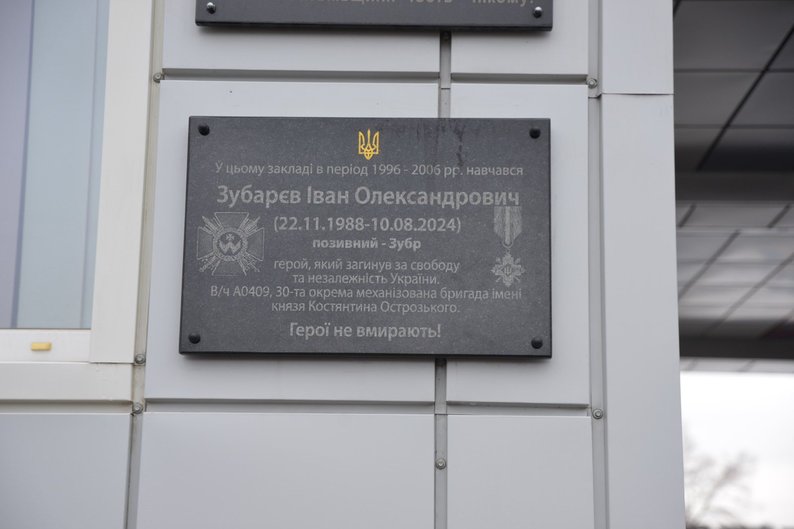 нікому.
У цьому закладі в період 1996 - 2006 рр. навчався
Зубарєв Іван Олександрович
(22.11.1988-10.08.2024)
позивний - Зубр
герой, який загинув за свободу
та незалежність України.
В/ч А0409, 30-та окрема механізована бригада імені
князя Костянтина Острозького.
Герої не вмирають!